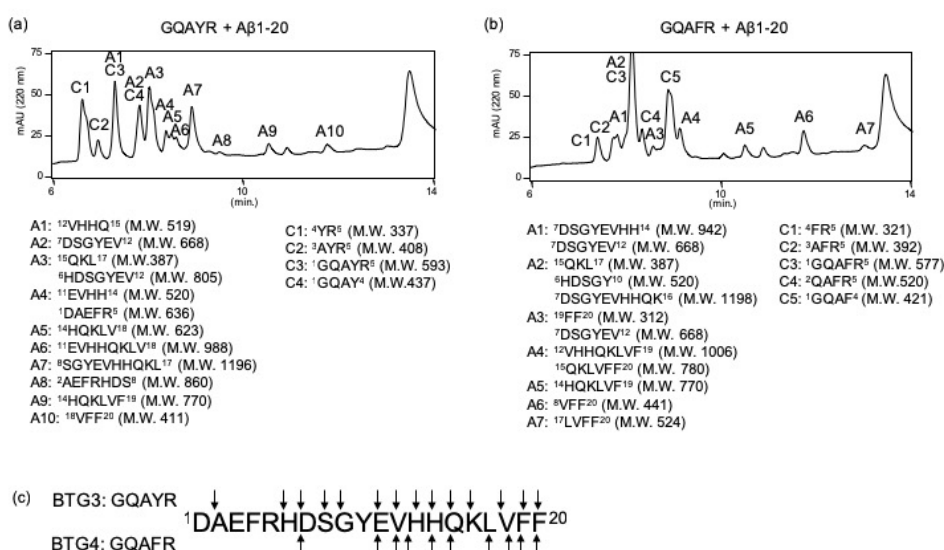 (a)
GQAYR + Aβ1-20
75
50
25
0
mAU (220 nm)
6
10
14
(min.)
C1
C2
A1
C3
A2
C4
A3
A4
A5
A6
A7
A8
A9
A10
A1: ¹²VHHQ¹⁵ (M.W. 519)
A2: ⁷DSGYEV¹² (M.W. 668)
A3: ¹⁵QKL¹⁷(M.W.387)
⁶HDSGYEV¹² (M.W. 805)
A4: ¹¹EVHH¹⁴ (M.W. 520)
¹DAEFR⁵ (M.W. 636)
A5: ¹⁴HQKLV¹⁸ (M.W. 623)
A6: ¹¹EVHHQKLV¹⁸ (M.W. 988)
A7: ⁸SGYEVHHQKL¹⁷ (M.W. 1196)
A8: ²AEFRHDS⁸ (M.W. 860)
A9: ¹⁴HQKLVF¹⁹ (M.W. 770)
A10: ¹⁸VFF²⁰ (M.W. 411)
C1: ⁴YR⁵ (M.W. 337)
C2: ³AYR⁵ (M.W. 408)
C3: ¹GQAYR⁵ (M.W. 593)
C4: ¹GQAY⁴ (M.W.437)
(b)
GQAFR + Aβ1-20
75
50
25
0
mAU (220 nm)
6
10
14
(min.)
C1
C2
A1
A2
C3
C4
A3
C5
A4
A5
A6
A7
A1: ⁷DSGYEVHH¹⁴ (M.W. 942)
⁷DSGYEV¹² (M.W. 668)
A2: ¹⁵QKL¹⁷ (M.W. 387)
⁶HDSGY¹⁰ (M.W. 520)
⁷DSGYEVHHQK¹⁶ (M.W. 1198)
A3: ¹⁹FF²⁰ (M.W. 312)
⁷DSGYEV¹² (M.W. 668)
A4: ¹²VHHQKLVF¹⁹ (M.W. 1006)
¹⁵QKLVFF²⁰ (M.W. 780)
A5: ¹⁴HQKLVF¹⁹ (M.W. 770)
A6: ⁸VFF²⁰ (M.W. 441)
A7: ¹⁷LVFF²⁰ (M.W. 524)
C1: ⁴FR⁵ (M.W. 321)
C2: ³AFR⁵ (M.W. 392)
C3: ¹GQAFR⁵ (M.W. 577)
C4: ²QAFR⁵ (M.W.520)
C5: ¹GQAF⁴ (M.W. 421)
(c)
BTG3: GQAYR
¹DAEFRHDSGYEVHHQKLVFF²⁰
BTG4: GQAFR